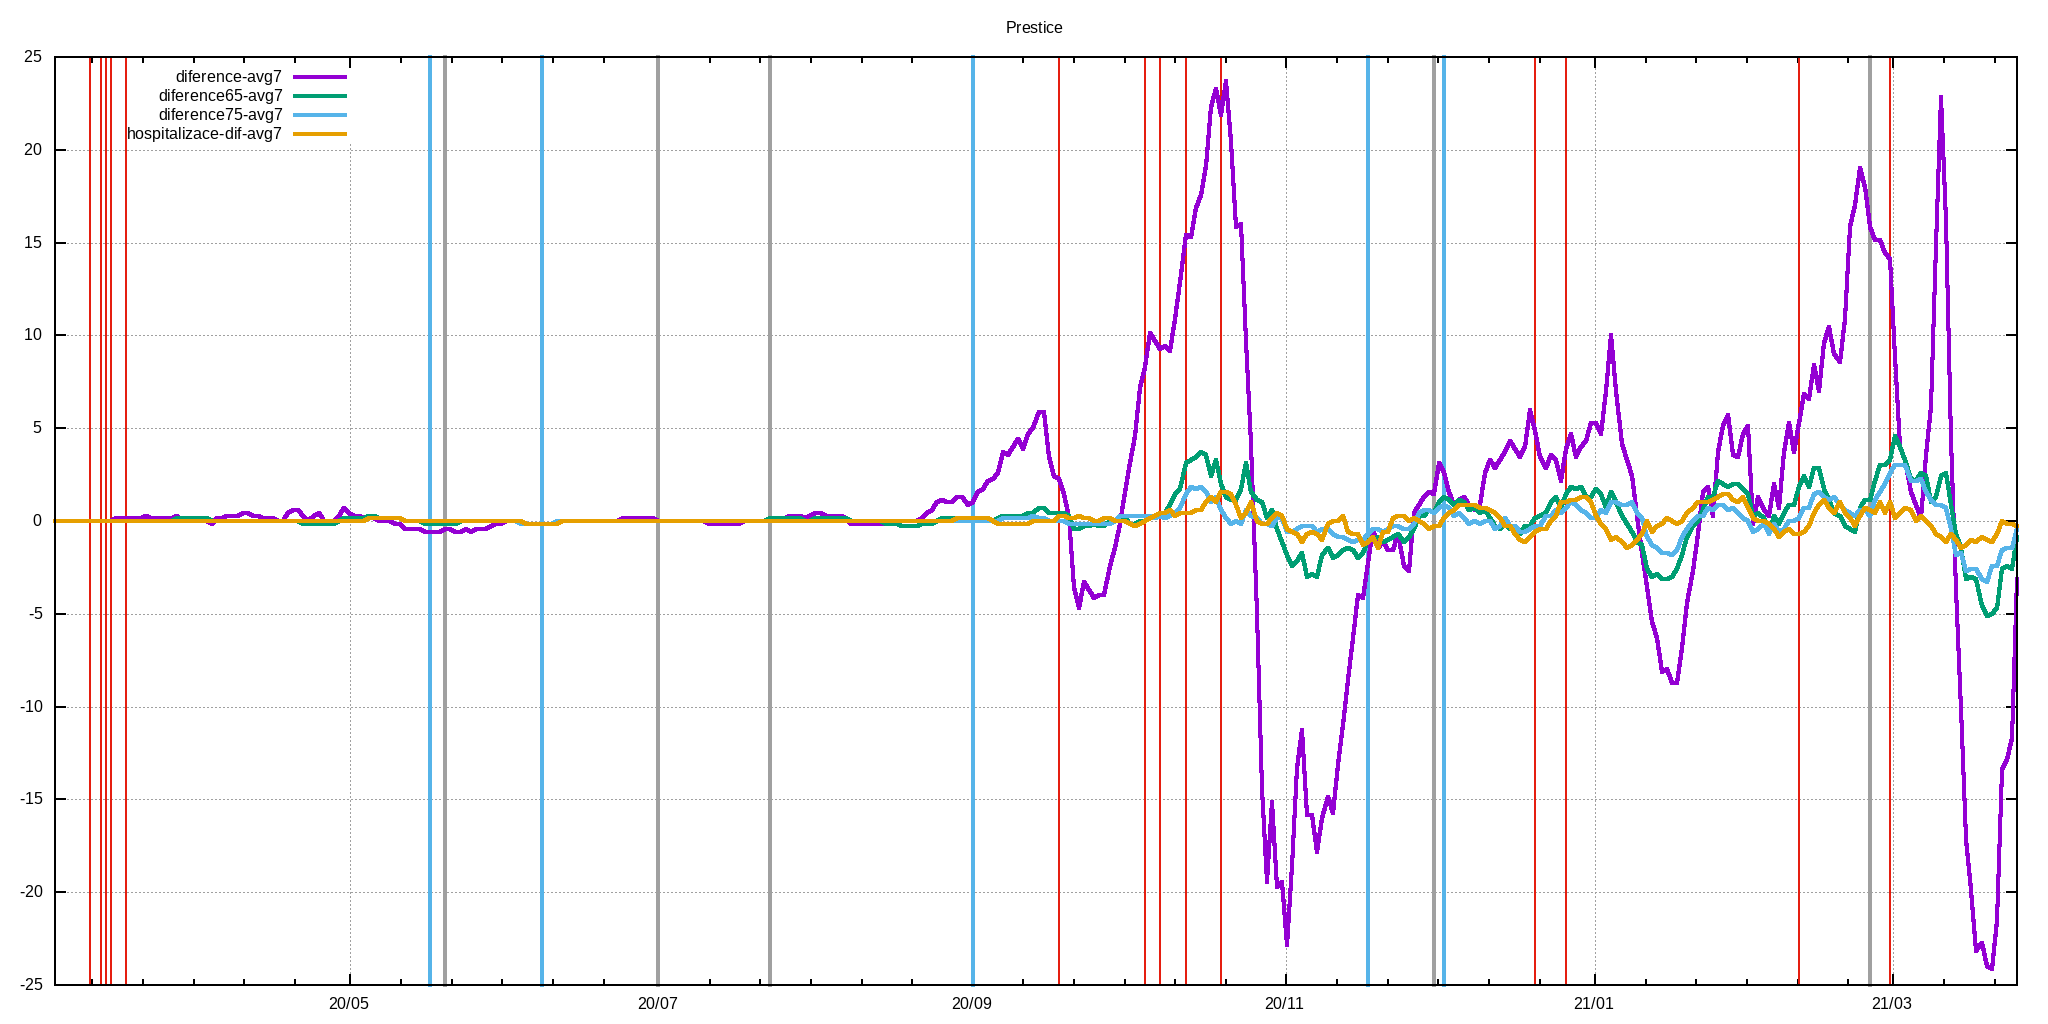 Prestice
diference-avg7
diference65-avg7
diference75-avg7
hospitalizace-dif-avg7
25
20
15
10
5
0
-5
-10
-15
-20
-25
20/05 20/07 20/09 20/11 21/01 21/03